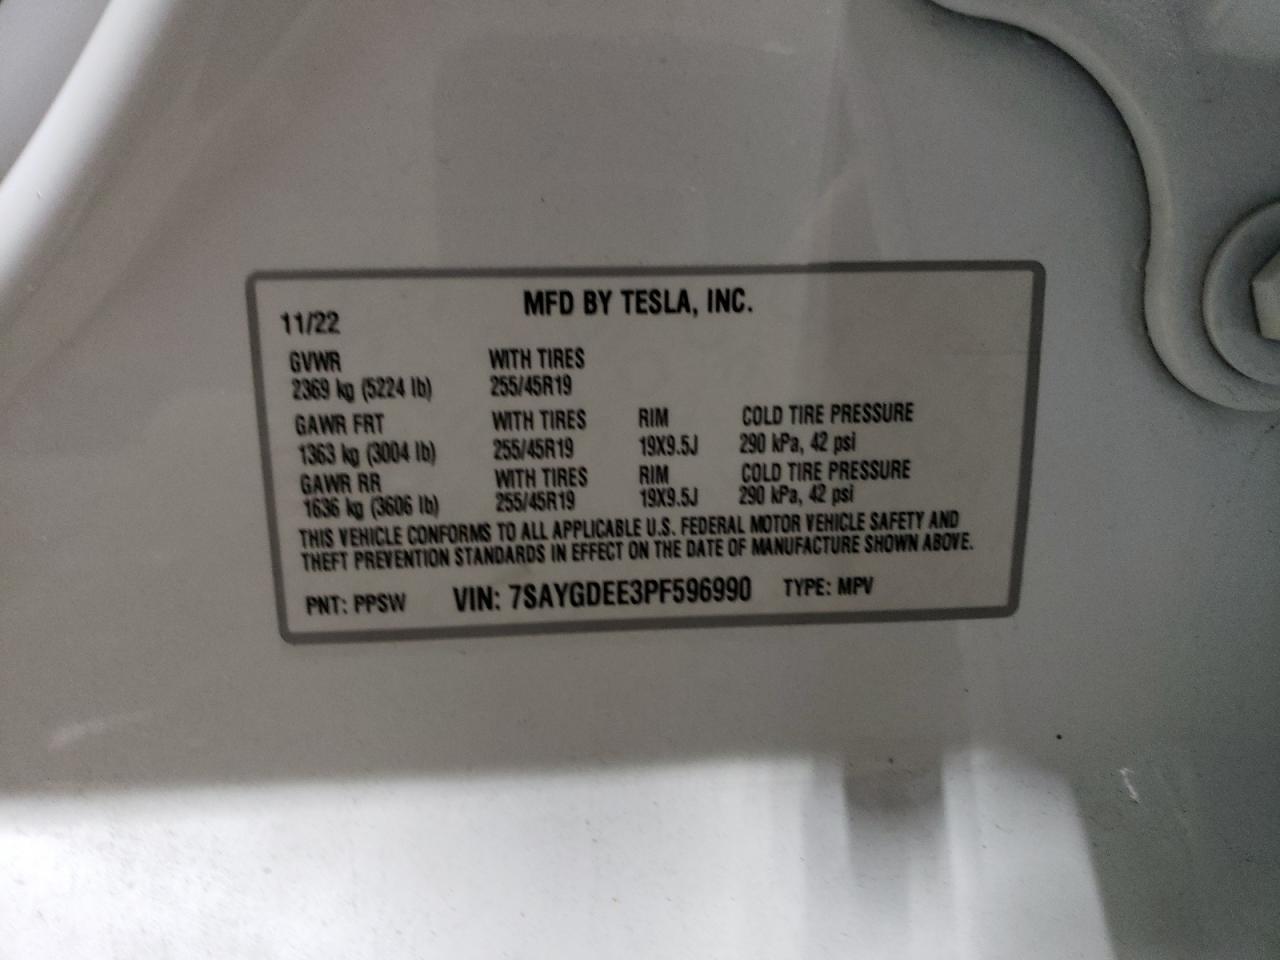 MFD BY TESLA, INC.
11/22
GVWR WITH TIRES
2369 kg (5224 lb) 255/45R19
GAWR FRT WITH TIRES RIM COLD TIRE PRESSURE
1363 kg (3004 lb) 255/45R19 19X9.5J 290 kPa, 42 psi
GAWR RR WITH TIRES RIM COLD TIRE PRESSURE
1636 kg (3606 lb) 255/45R19 19X9.5J 290 kPa, 42 psi
THIS VEHICLE CONFORMS TO ALL APPLICABLE U.S. FEDERAL MOTOR VEHICLE SAFETY AND
THEFT PREVENTION STANDARDS IN EFFECT ON THE DATE OF MANUFACTURE SHOWN ABOVE.
PNT: PPSW VIN: 7SAYGDEE3PF596990 TYPE: MPV